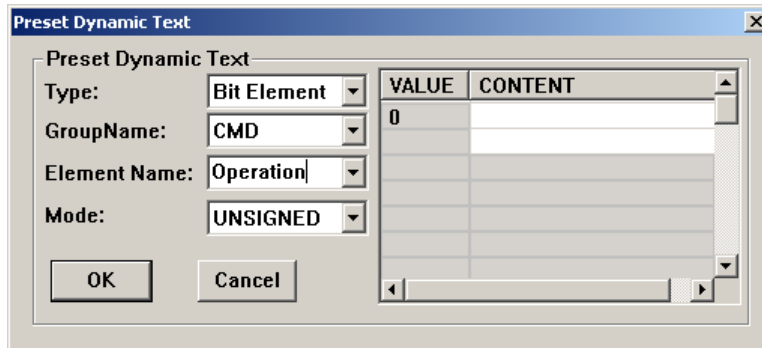 Preset Dynamic Text
Preset Dynamic Text
Type: Bit Element
GroupName: CMD
Element Name: Operation
Mode: UNSIGNED
OK Cancel
VALUE CONTENT
0